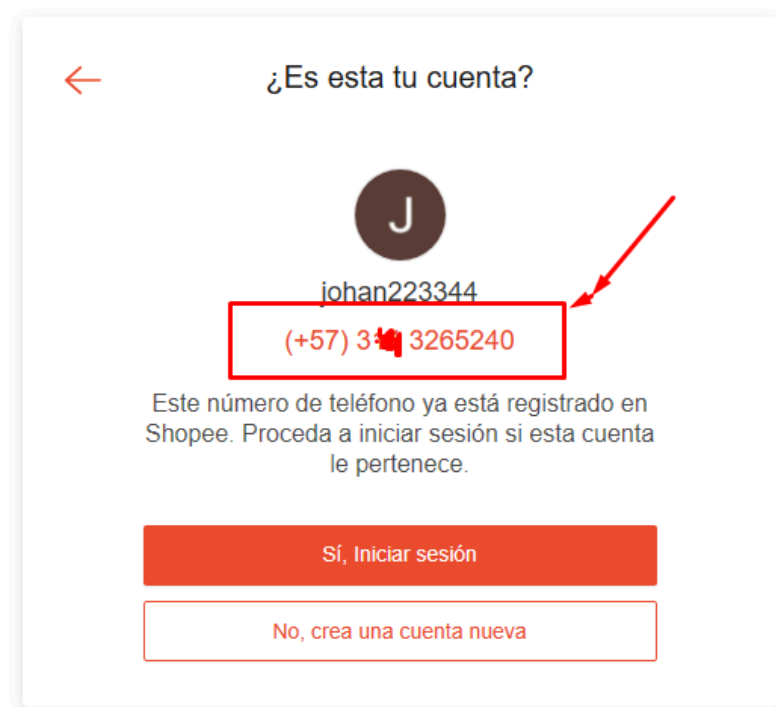 ¿Es esta tu cuenta?
J
johan223344
(+57) 3 3265240
Este número de teléfono ya está registrado en
Shopee. Proceda a iniciar sesión si esta cuenta
le pertenece.
Sí, Iniciar sesión
No, crea una cuenta nueva